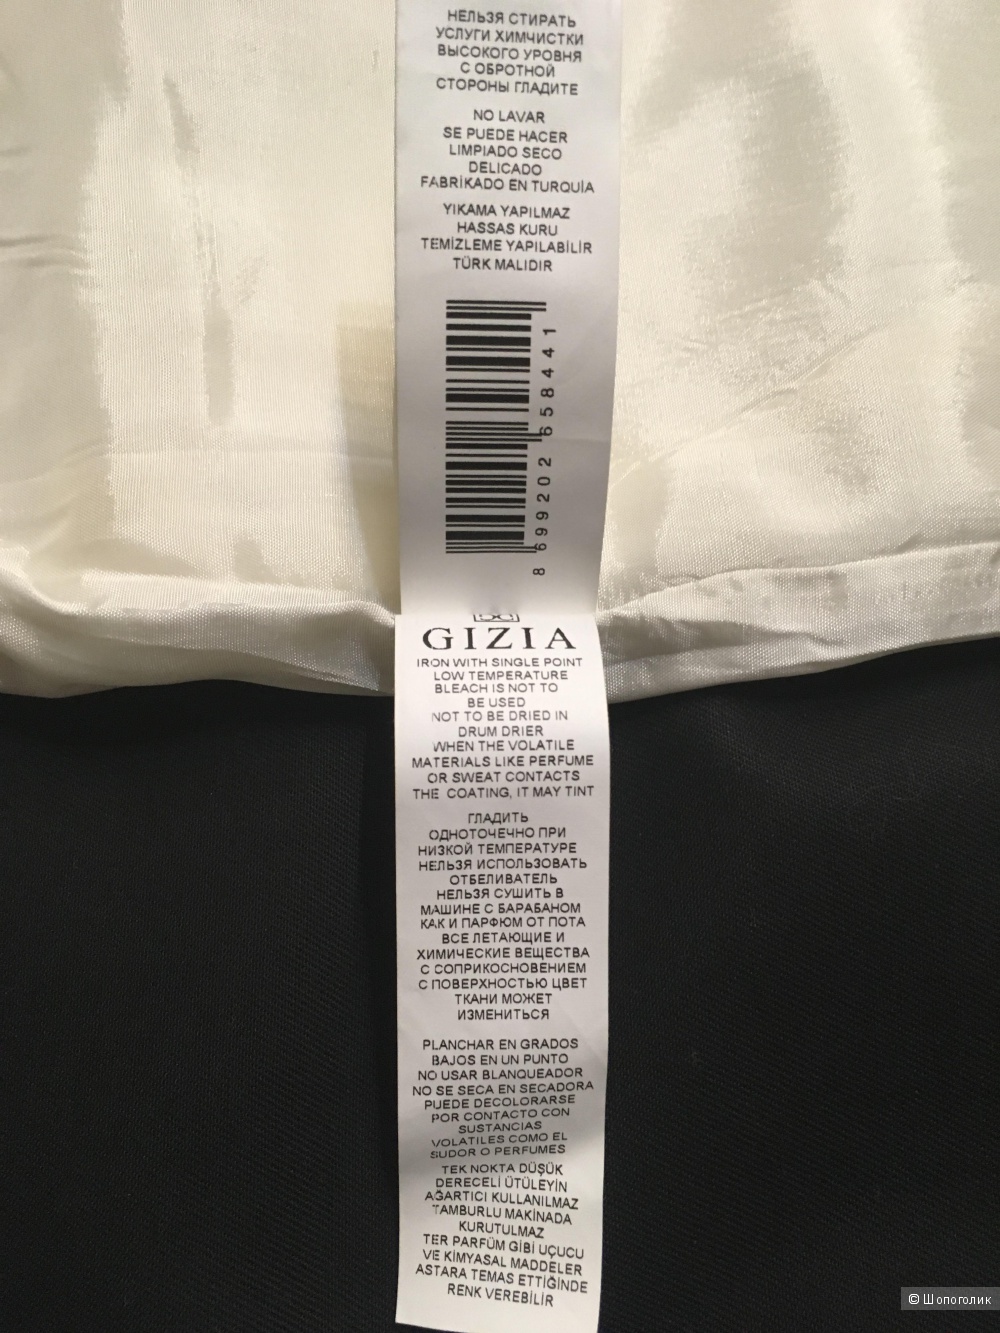 НЕЛЬЗЯ СТИРАТЬ
УСЛУГИ ХИМЧИСТКИ
ВЫСОКОГО УРОВНЯ
С ОБРОТНОЙ
СТОРОНЫ ГЛАДИТЕ
NO LAVAR
SE PUEDE HACER
LIMPIADO SECO
DELICADO
FABRİKADO EN TURQUİA
YIKAMA YAPILMAZ
HASSAS KURU
TEMİZLEME YAPILABİLİR
TÜRK MALIDIR
8 699202 658441
GIZIA
IRON WITH SINGLE POINT
LOW TEMPERATURE
BLEACH IS NOT TO
BE USED
NOT TO BE DRIED IN
DRUM DRIER
WHEN THE VOLATILE
MATERIALS LIKE PERFUME
OR SWEAT CONTACTS
THE COATING, IT MAY TINT
ГЛАДИТЬ
ОДНОТОЧЕЧНО ПРИ
НИЗКОЙ ТЕМПЕРАТУРЕ
НЕЛЬЗЯ ИСПОЛЬЗОВАТЬ
ОТБЕЛИВАТЕЛЬ
НЕЛЬЗЯ СУШИТЬ В
МАШИНЕ С БАРАБАНОМ
КАК И ПАРФЮМ ОТ ПОТА
ВСЕ ЛЕТАЮЩИЕ И
ХИМИЧЕСКИЕ ВЕЩЕСТВА
С СОПРИКОСНОВЕНИЕМ
С ПОВЕРХНОСТЬЮ ЦВЕТ
ТКАНИ МОЖЕТ
ИЗМЕНИТЬСЯ
PLANCHAR EN GRADOS
BAJOS EN UN PUNTO
NO USAR BLANQUEADOR
NO SE SECA EN SECADORA
PUEDE DECOLORARSE
POR CONTACTO CON
SUSTANCIAS
VOLATILES COMO EL
SUDOR O PERFUMES
TEK NOKTA DÜŞÜK
DERECELİ ÜTÜLEYİN
AĞARTICI KULLANILMAZ
TAMBURLU MAKİNADA
KURUTULMAZ
TER PARFÜM GİBİ UÇUCU
VE KİMYASAL MADDELER
ASTARA TEMAS ETTİĞİNDE
RENK VEREBİLİR
© Шопоголик